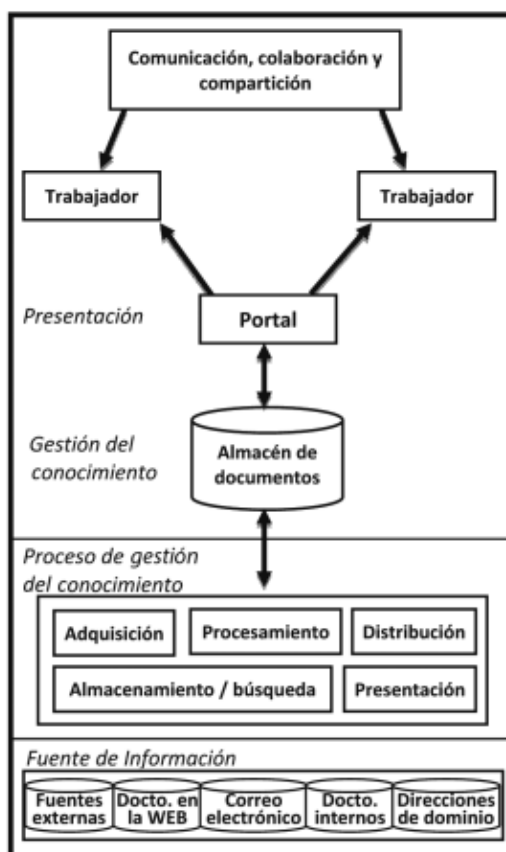 Comunicación, colaboración y
compartición
Trabajador
Trabajador
Presentación
Portal
Gestión del
conocimiento
Almacén de
documentos
Proceso de gestión
del conocimiento
Adquisición
Procesamiento
Distribución
Almacenamiento / búsqueda
Presentación
Fuente de Información
Fuentes
externas
Docto. en
la WEB
Correo
electrónico
Docto.
internos
Direcciones
de dominio